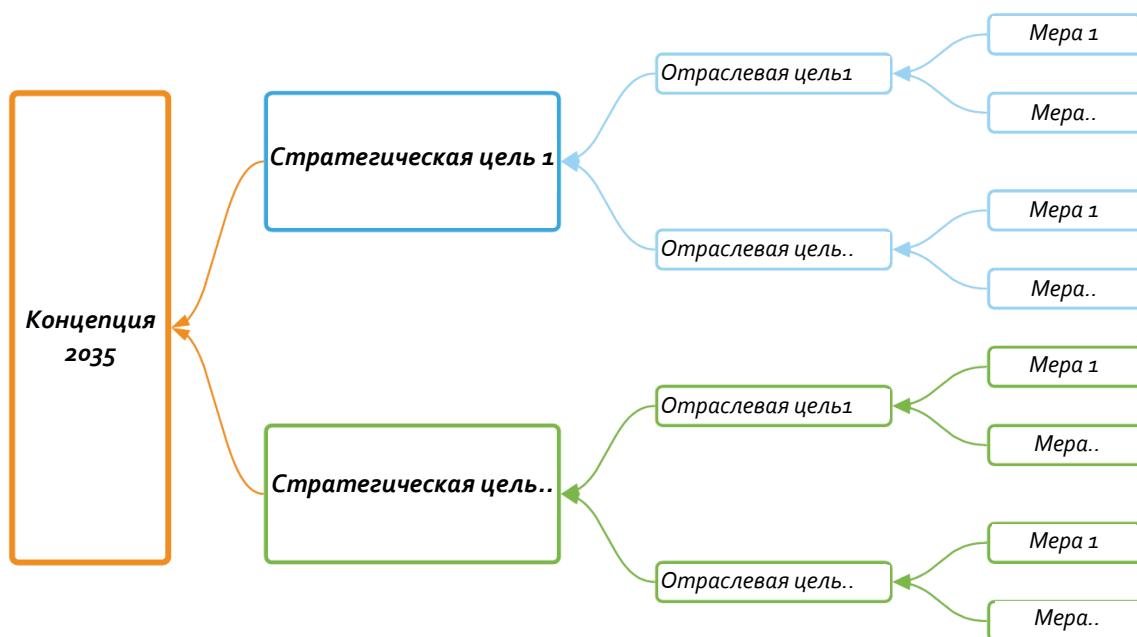 Концепция
2035
Стратегическая цель 1
Отраслевая цель1
Мера 1
Мера..
Отраслевая цель..
Мера 1
Мера..
Стратегическая цель..
Отраслевая цель1
Мера 1
Мера..
Отраслевая цель..
Мера 1
Мера..